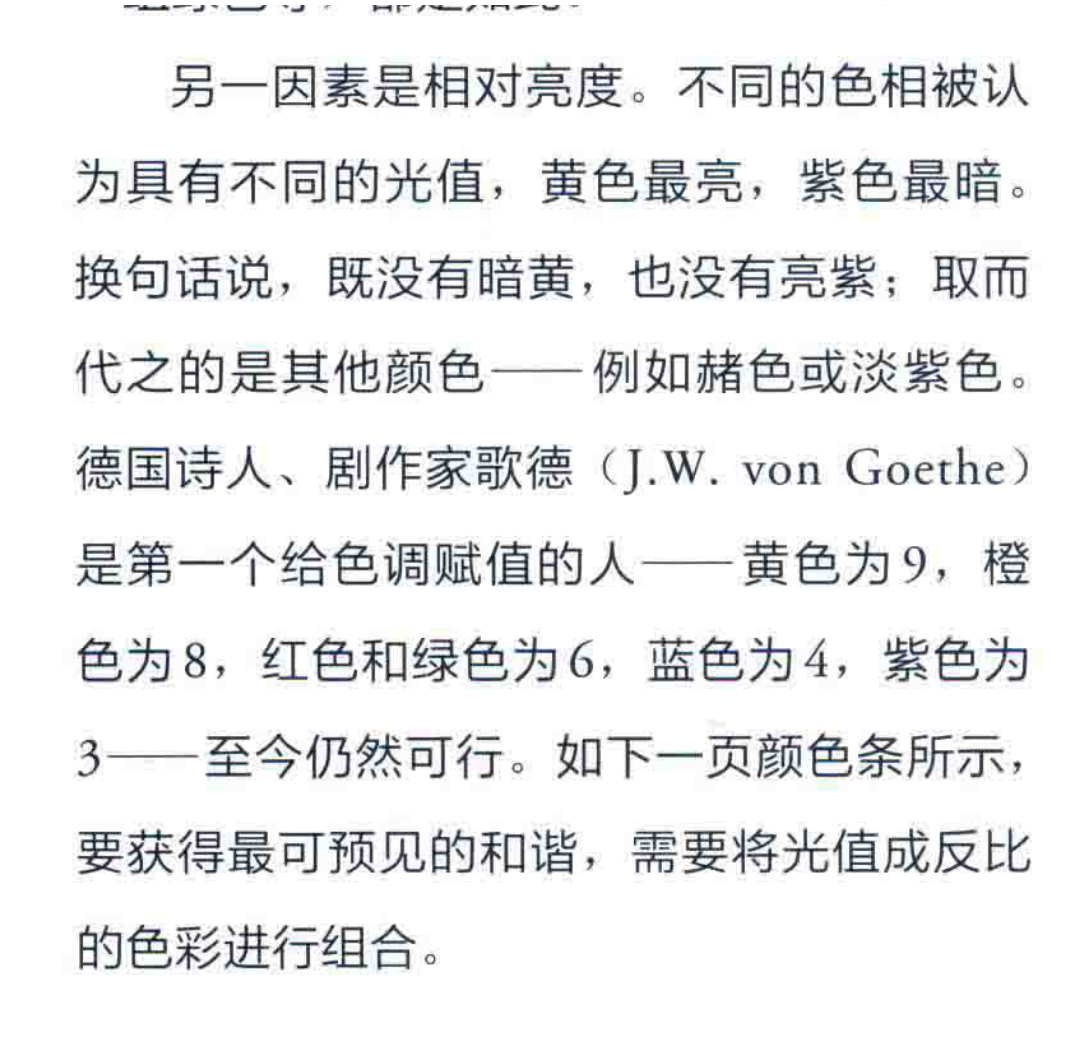 另一因素是相对亮度。不同的色相被认
为具有不同的光值，黄色最亮，紫色最暗。
换句话说，既没有暗黄，也没有亮紫；取而
代之的是其他颜色——例如赭色或淡紫色。
德国诗人、剧作家歌德（J.W. von Goethe）
是第一个给色调赋值的人——黄色为9，橙
色为8，红色和绿色为6，蓝色为4，紫色为
3——至今仍然可行。如下一页颜色条所示，
要获得最可预见的和谐，需要将光值成反比
的色彩进行组合。